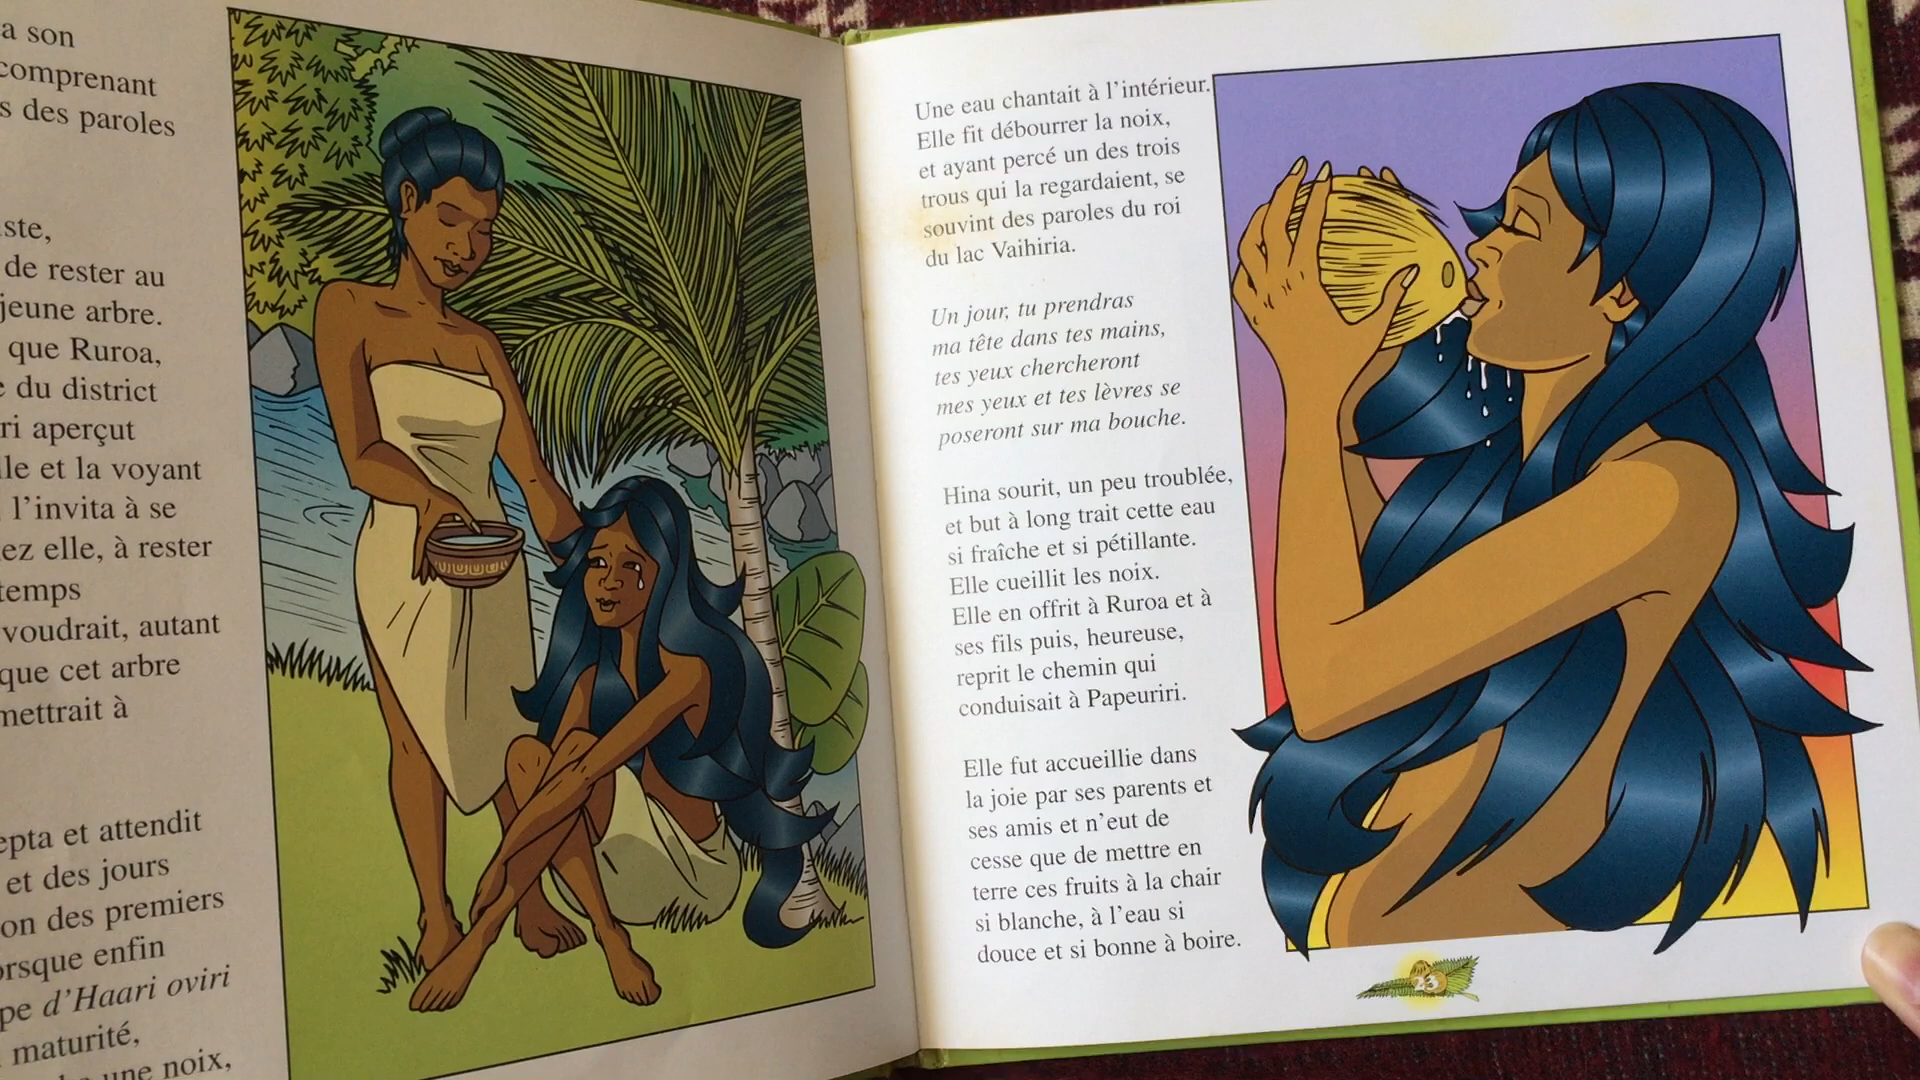 a son
comprenant
s des paroles
ste,
de rester au
jeune arbre.
que Ruroa,
du district
ri aperçut
lle et la voyant
l'invita à se
ez elle, à rester
temps
voudrait, autant
que cet arbre
mettrait à
epta et attendit
et des jours
on des premiers
orsque enfin
pe d'Haari oviri
maturité,
une noix,
Une eau chantait à l'intérieur.
Elle fit débourrer la noix,
et ayant percé un des trois
trous qui la regardaient, se
souvint des paroles du roi
du lac Vaihiria.
Un jour, tu prendras
ma tête dans tes mains,
tes yeux chercheront
mes yeux et tes lèvres se
poseront sur ma bouche.
Hina sourit, un peu troublée,
et but à long trait cette eau
si fraîche et si pétillante.
Elle cueillit les noix.
Elle en offrit à Ruroa et à
ses fils puis, heureuse,
reprit le chemin qui
conduisait à Papeuriri.
Elle fut accueillie dans
la joie par ses parents et
ses amis et n'eut de
cesse que de mettre en
terre ces fruits à la chair
si blanche, à l'eau si
douce et si bonne à boire.
23